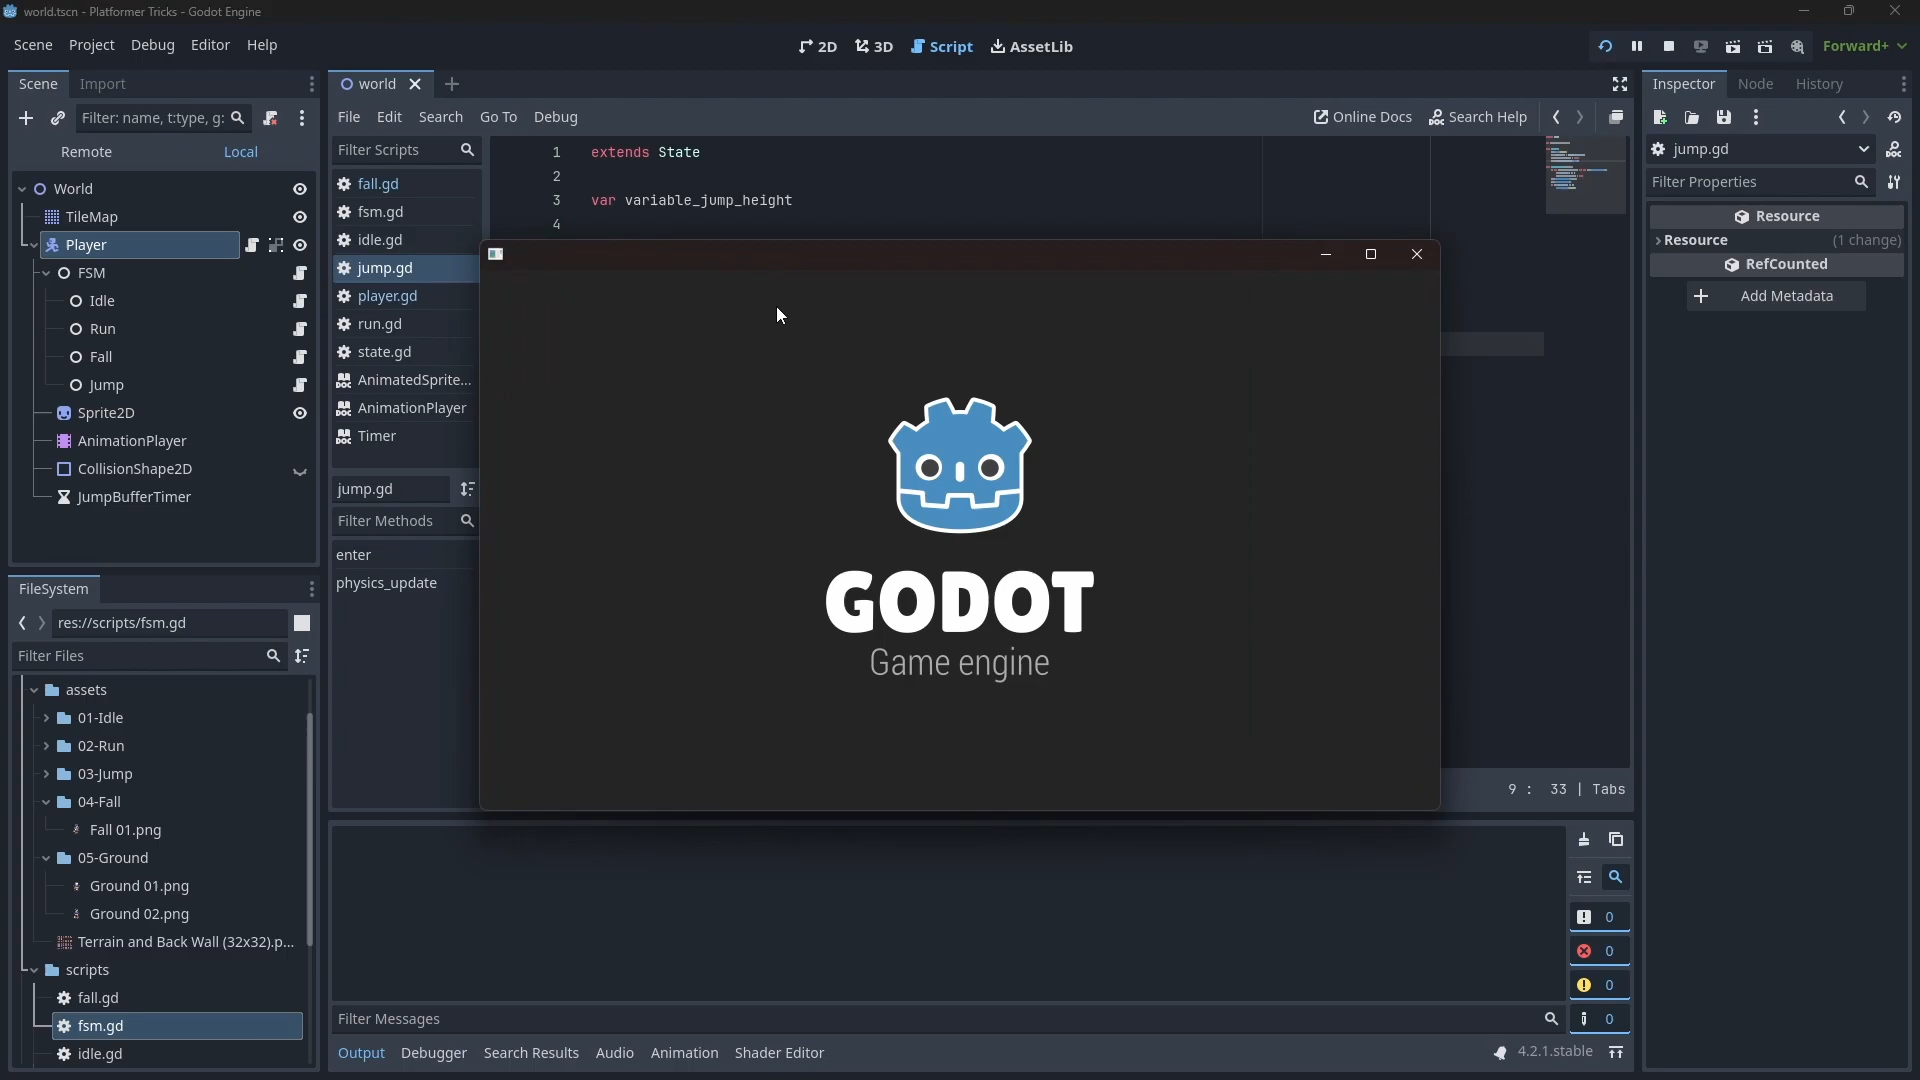 world.tscn - Platformer Tricks - Godot Engine
Scene Project Debug Editor Help
2D 3D Script AssetLib
Forward+
Scene Import
world
Inspector Node History
Filter: name, t:type, g:
File Edit Search Go To Debug
Online Docs Search Help
Remote Local
Filter Scripts
jump.gd
Filter Properties
World
TileMap
Player
FSM
Idle
Run
Fall
Jump
Sprite2D
AnimationPlayer
CollisionShape2D
JumpBufferTimer
fall.gd
fsm.gd
idle.gd
jump.gd
player.gd
run.gd
state.gd
AnimatedSprite...
AnimationPlayer
Timer
jump.gd
Filter Methods
enter
physics_update
1 extends State
2
3 var variable_jump_height
4
GODOT
Game engine
9 : 33 | Tabs
Resource
Resource (1 change)
RefCounted
Add Metadata
FileSystem
res://scripts/fsm.gd
Filter Files
assets
01-Idle
02-Run
03-Jump
04-Fall
Fall 01.png
05-Ground
Ground 01.png
Ground 02.png
Terrain and Back Wall (32x32).p...
scripts
fall.gd
fsm.gd
idle.gd
0
0
0
0
Filter Messages
Output Debugger Search Results Audio Animation Shader Editor
4.2.1.stable